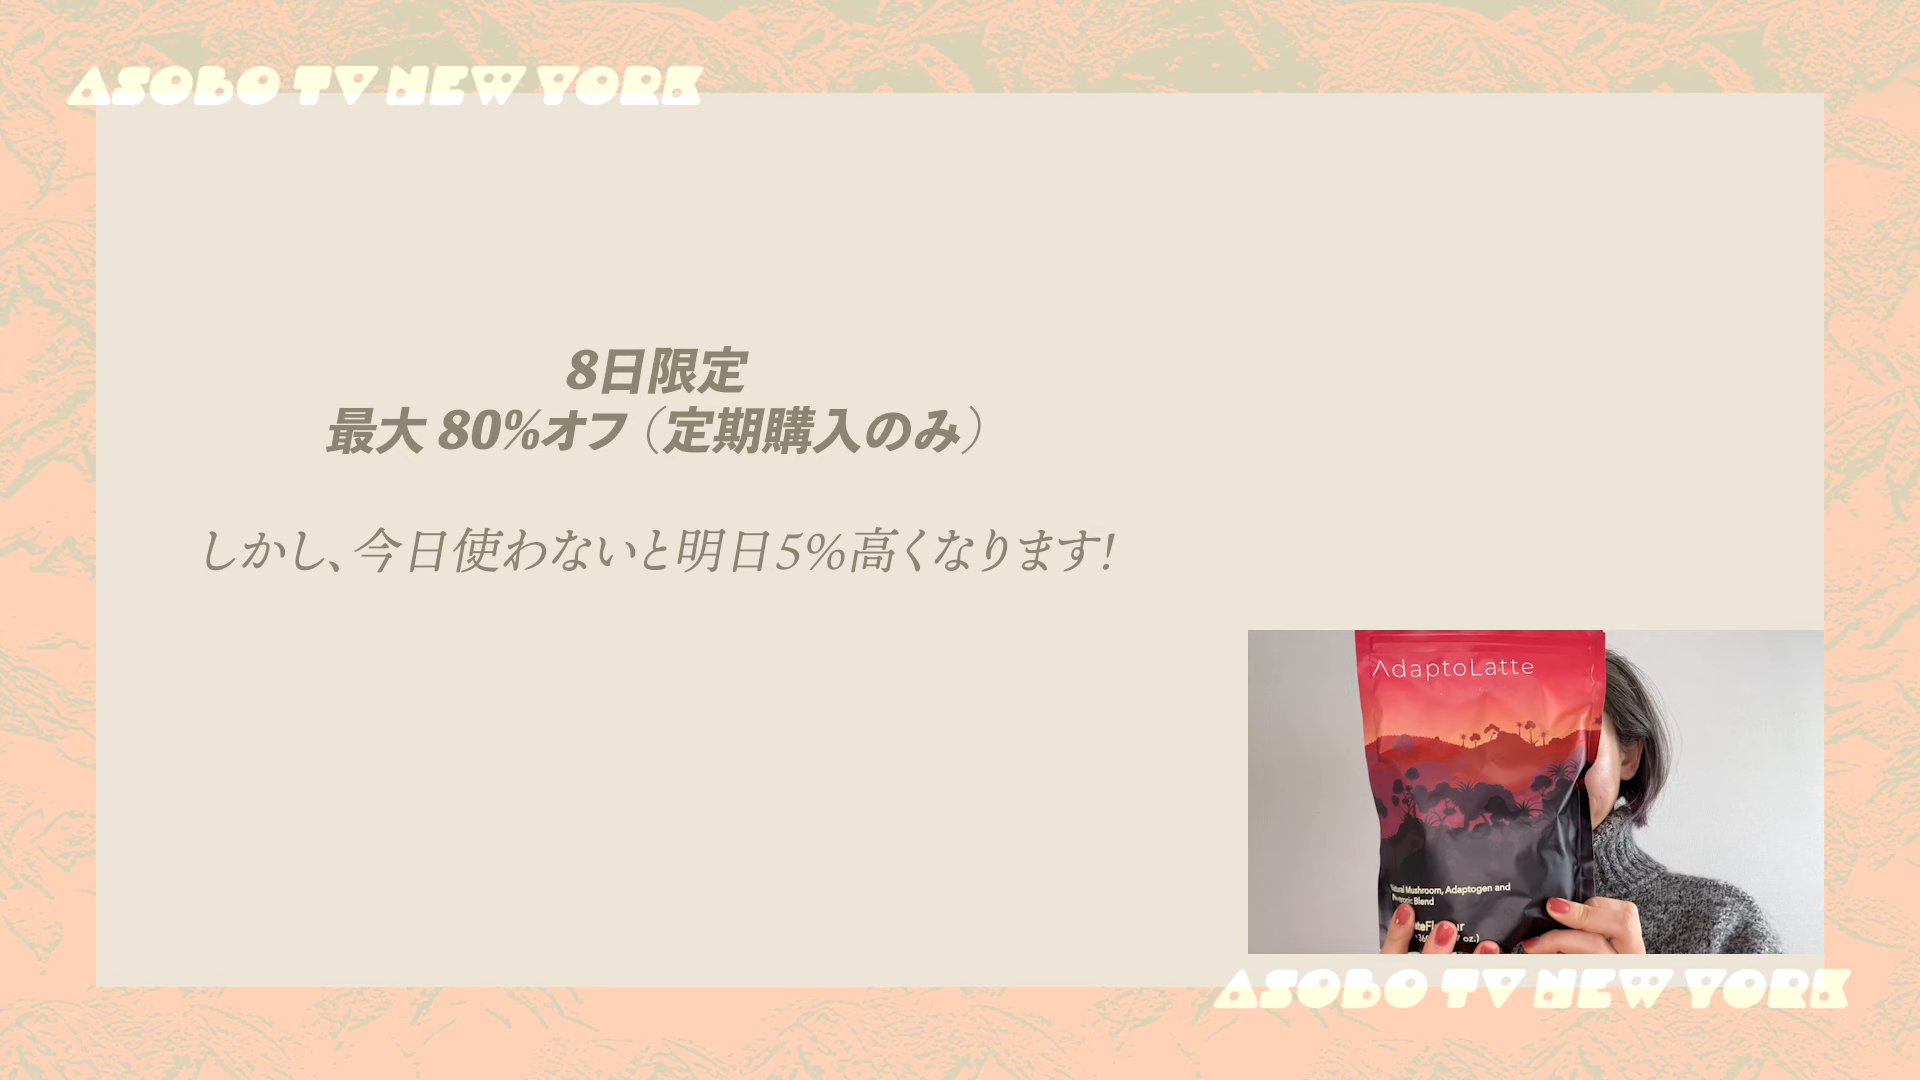 ASOBO TV NEW YORK
8日限定
最大 80%オフ（定期購入のみ）
しかし、今日使わないと明日5%高くなります!
AdaptoLatte
Mushroom, Adaptogen and
Blend
oz.)
ASOBO TV NEW YORK